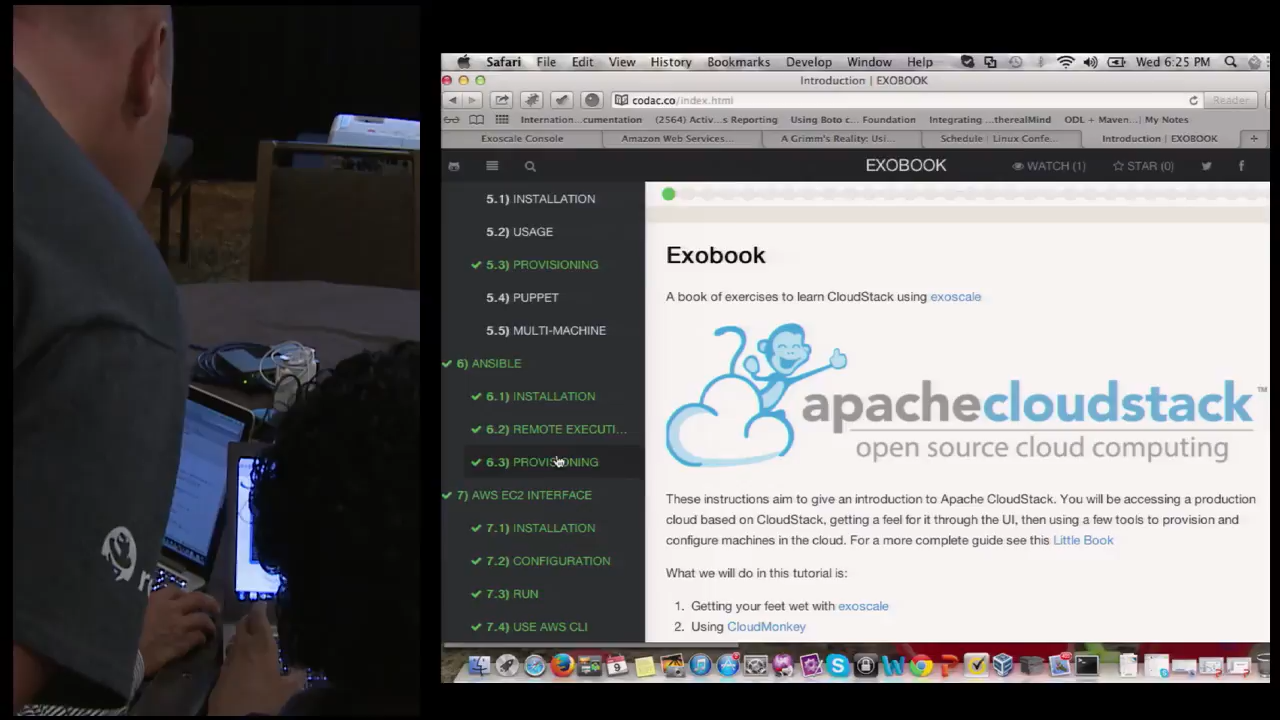 Safari File Edit View History Bookmarks Develop Window Help Wed 6:25 PM
Introduction | EXOBOOK
codac.co/index.html Reader
Internation...cumentation (2564) Activ...s Reporting Using Boto c... Foundation Integrating ...therealMind ODL + Maven...| My Notes
Exoscale Console Amazon Web Services... A Grimm's Reality: Usi... Schedule | Linux Confe... Introduction | EXOBOOK
EXOBOOK WATCH (1) STAR (0)
5.1) INSTALLATION
5.2) USAGE
5.3) PROVISIONING
5.4) PUPPET
5.5) MULTI-MACHINE
6) ANSIBLE
6.1) INSTALLATION
6.2) REMOTE EXECUTI...
6.3) PROVISIONING
7) AWS EC2 INTERFACE
7.1) INSTALLATION
7.2) CONFIGURATION
7.3) RUN
7.4) USE AWS CLI
Exobook
A book of exercises to learn CloudStack using exoscale
apachecloudstack™
open source cloud computing
These instructions aim to give an introduction to Apache CloudStack. You will be accessing a production
cloud based on CloudStack, getting a feel for it through the UI, then using a few tools to provision and
configure machines in the cloud. For a more complete guide see this Little Book
What we will do in this tutorial is:
1. Getting your feet wet with exoscale
2. Using CloudMonkey